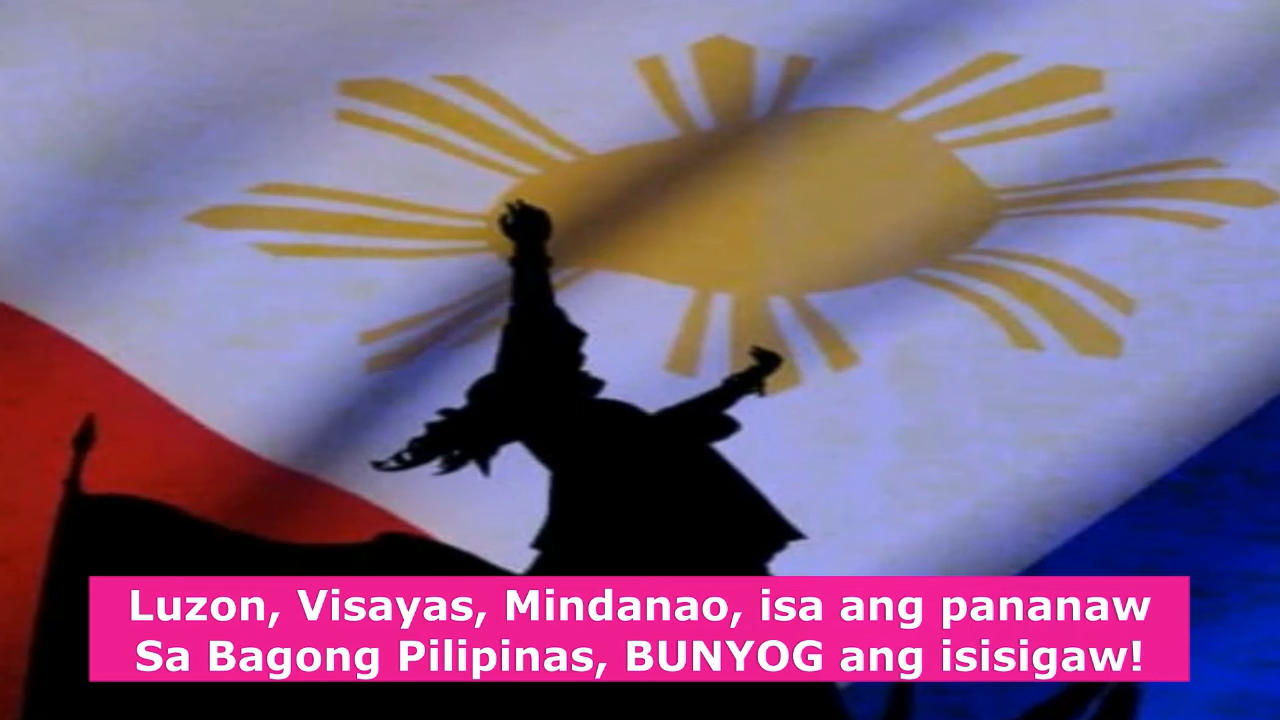 Luzon, Visayas, Mindanao, isa ang pananaw
Sa Bagong Pilipinas, BUNYOG ang isisigaw!